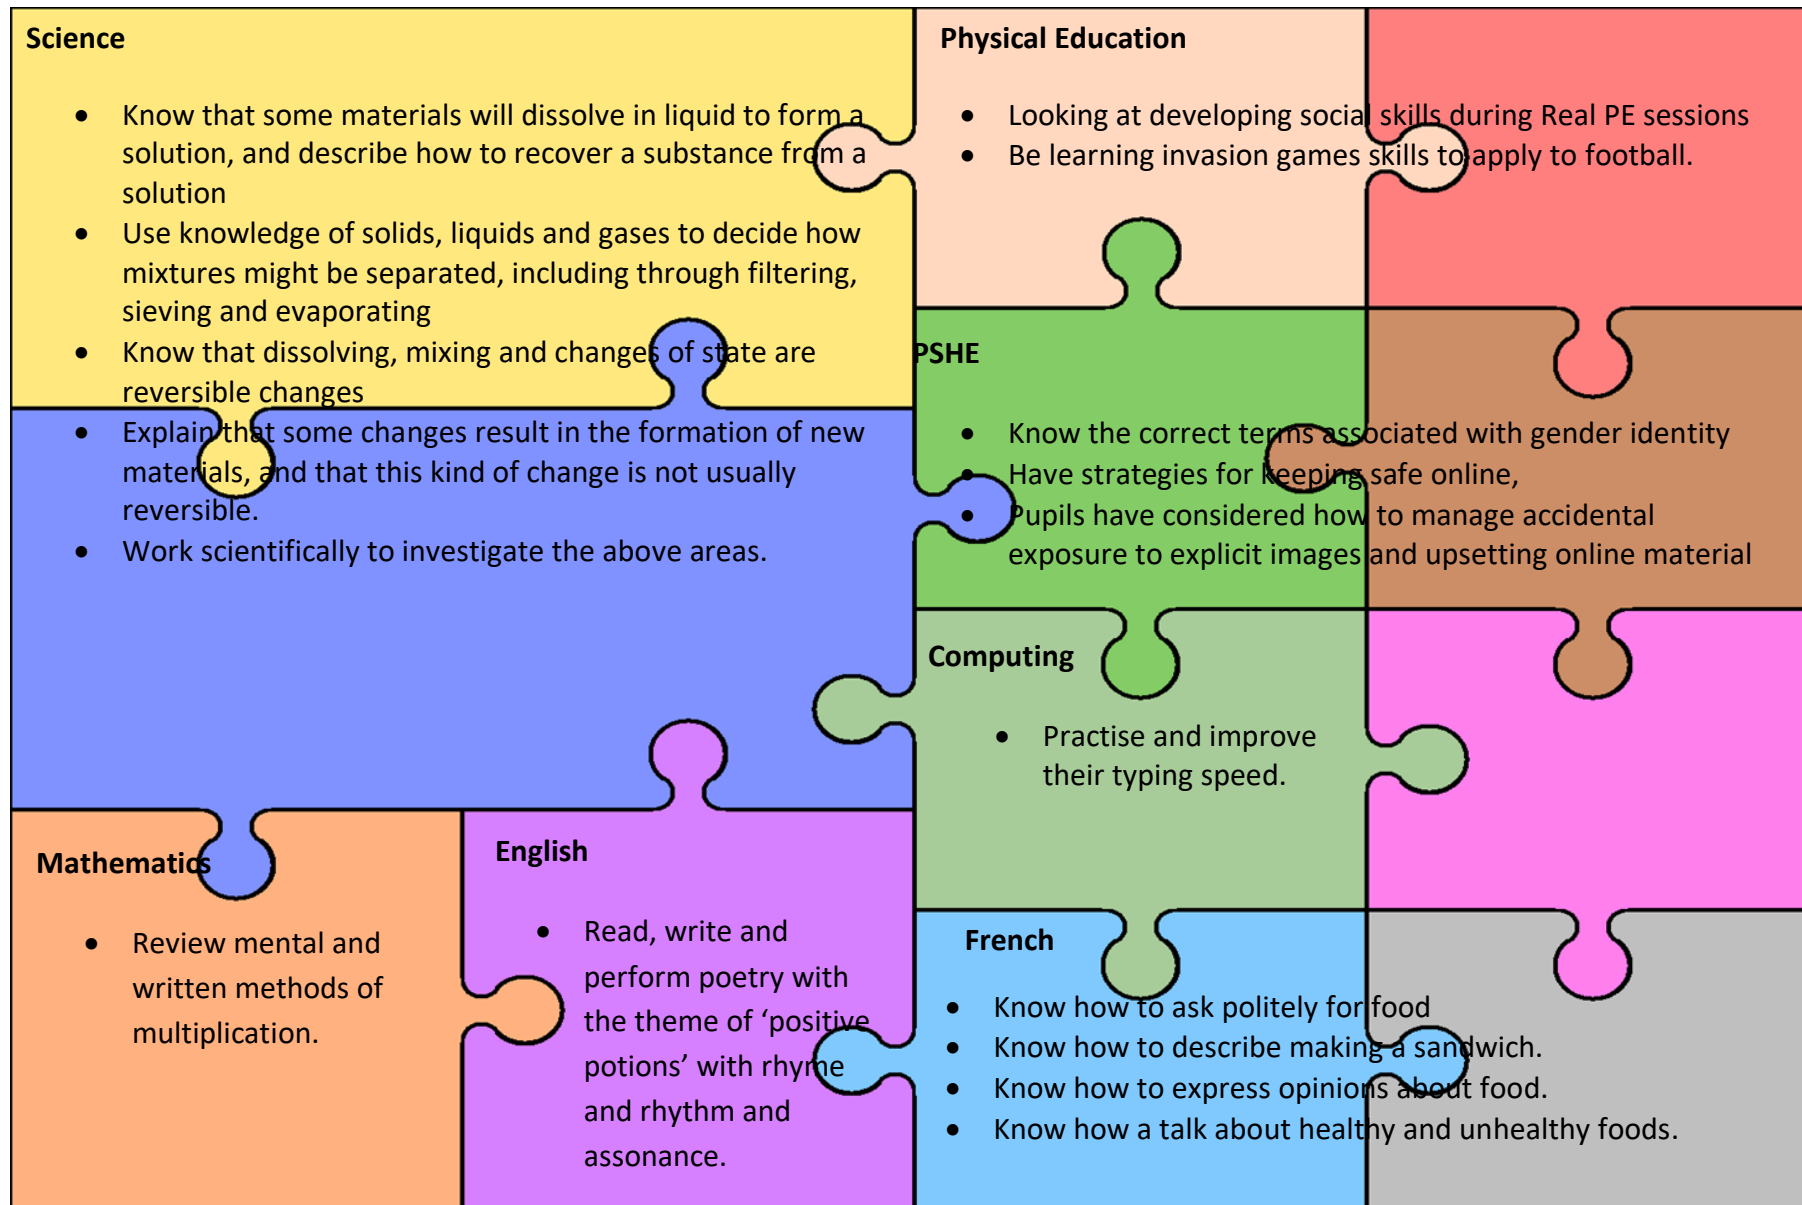 Science
• Know that some materials will dissolve in liquid to form a
solution, and describe how to recover a substance from a
solution
• Use knowledge of solids, liquids and gases to decide how
mixtures might be separated, including through filtering,
sieving and evaporating
• Know that dissolving, mixing and changes of state are
reversible changes
• Explain that some changes result in the formation of new
materials, and that this kind of change is not usually
reversible.
• Work scientifically to investigate the above areas.
Physical Education
• Looking at developing social skills during Real PE sessions
• Be learning invasion games skills to apply to football.
PSHE
• Know the correct terms associated with gender identity
• Have strategies for keeping safe online,
• Pupils have considered how to manage accidental
exposure to explicit images and upsetting online material
Computing
• Practise and improve
their typing speed.
Mathematics
• Review mental and
written methods of
multiplication.
English
• Read, write and
perform poetry with
the theme of ‘positive
potions’ with rhyme
and rhythm and
assonance.
French
• Know how to ask politely for food
• Know how to describe making a sandwich.
• Know how to express opinions about food.
• Know how a talk about healthy and unhealthy foods.